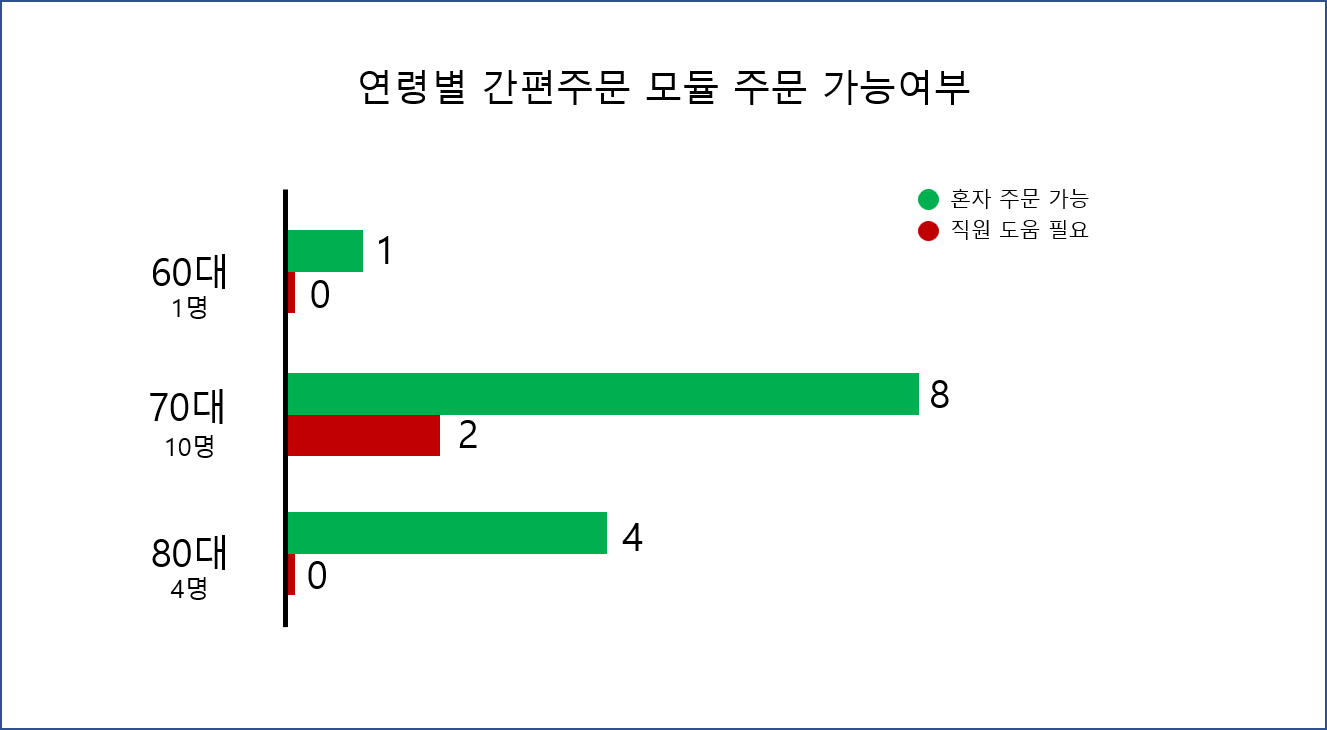 연령별 간편주문 모듈 주문 가능여부
혼자 주문 가능
직원 도움 필요
60대
1명
1
0
70대
10명
8
2
80대
4명
4
0